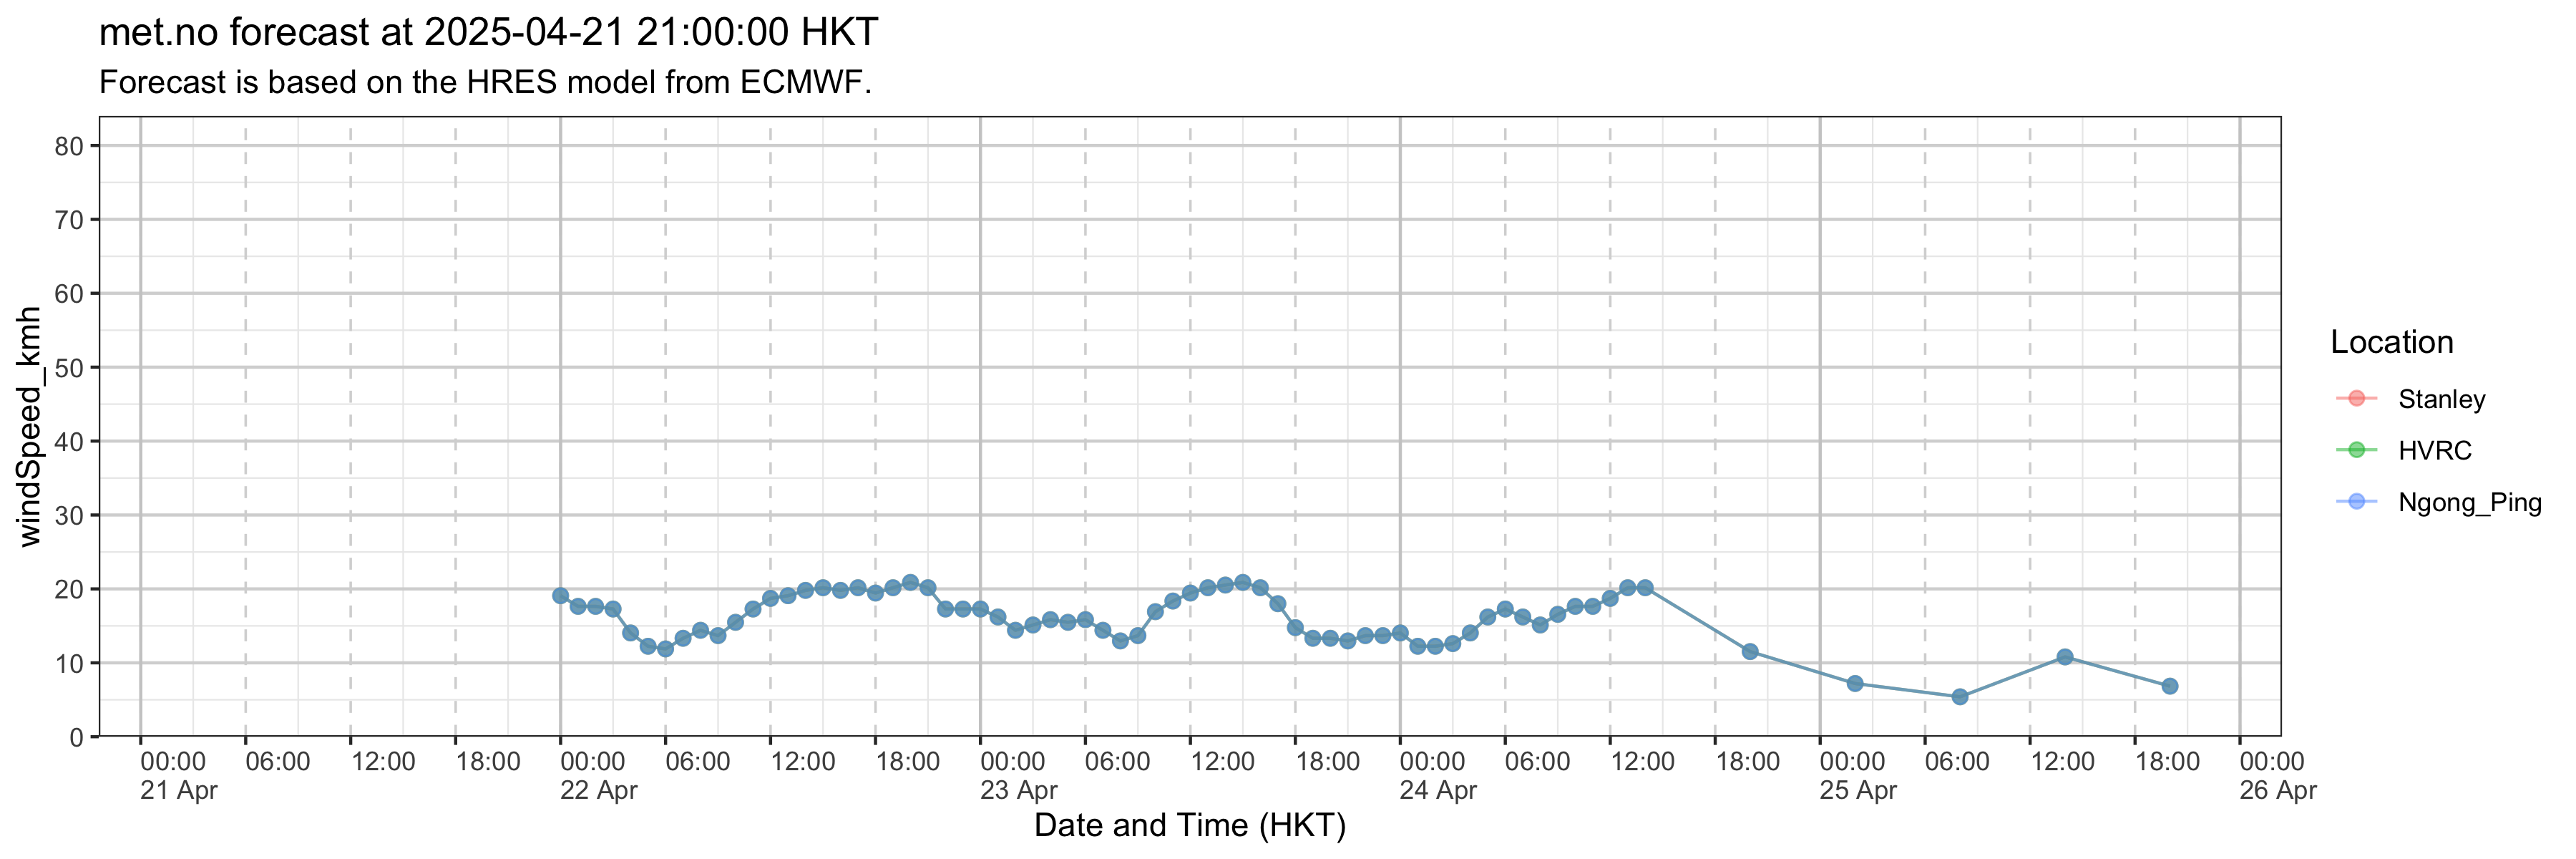 met.no forecast at 2025-04-21 21:00:00 HKT
Forecast is based on the HRES model from ECMWF.
windSpeed_kmh
80
70
60
50
40
30
20
10
0
00:00 06:00 12:00 18:00 00:00 06:00 12:00 18:00 00:00 06:00 12:00 18:00 00:00 06:00 12:00 18:00 00:00 06:00 12:00 18:00 00:00
21 Apr 22 Apr 23 Apr 24 Apr 25 Apr 26 Apr
Date and Time (HKT)
Location
Stanley
HVRC
Ngong_Ping